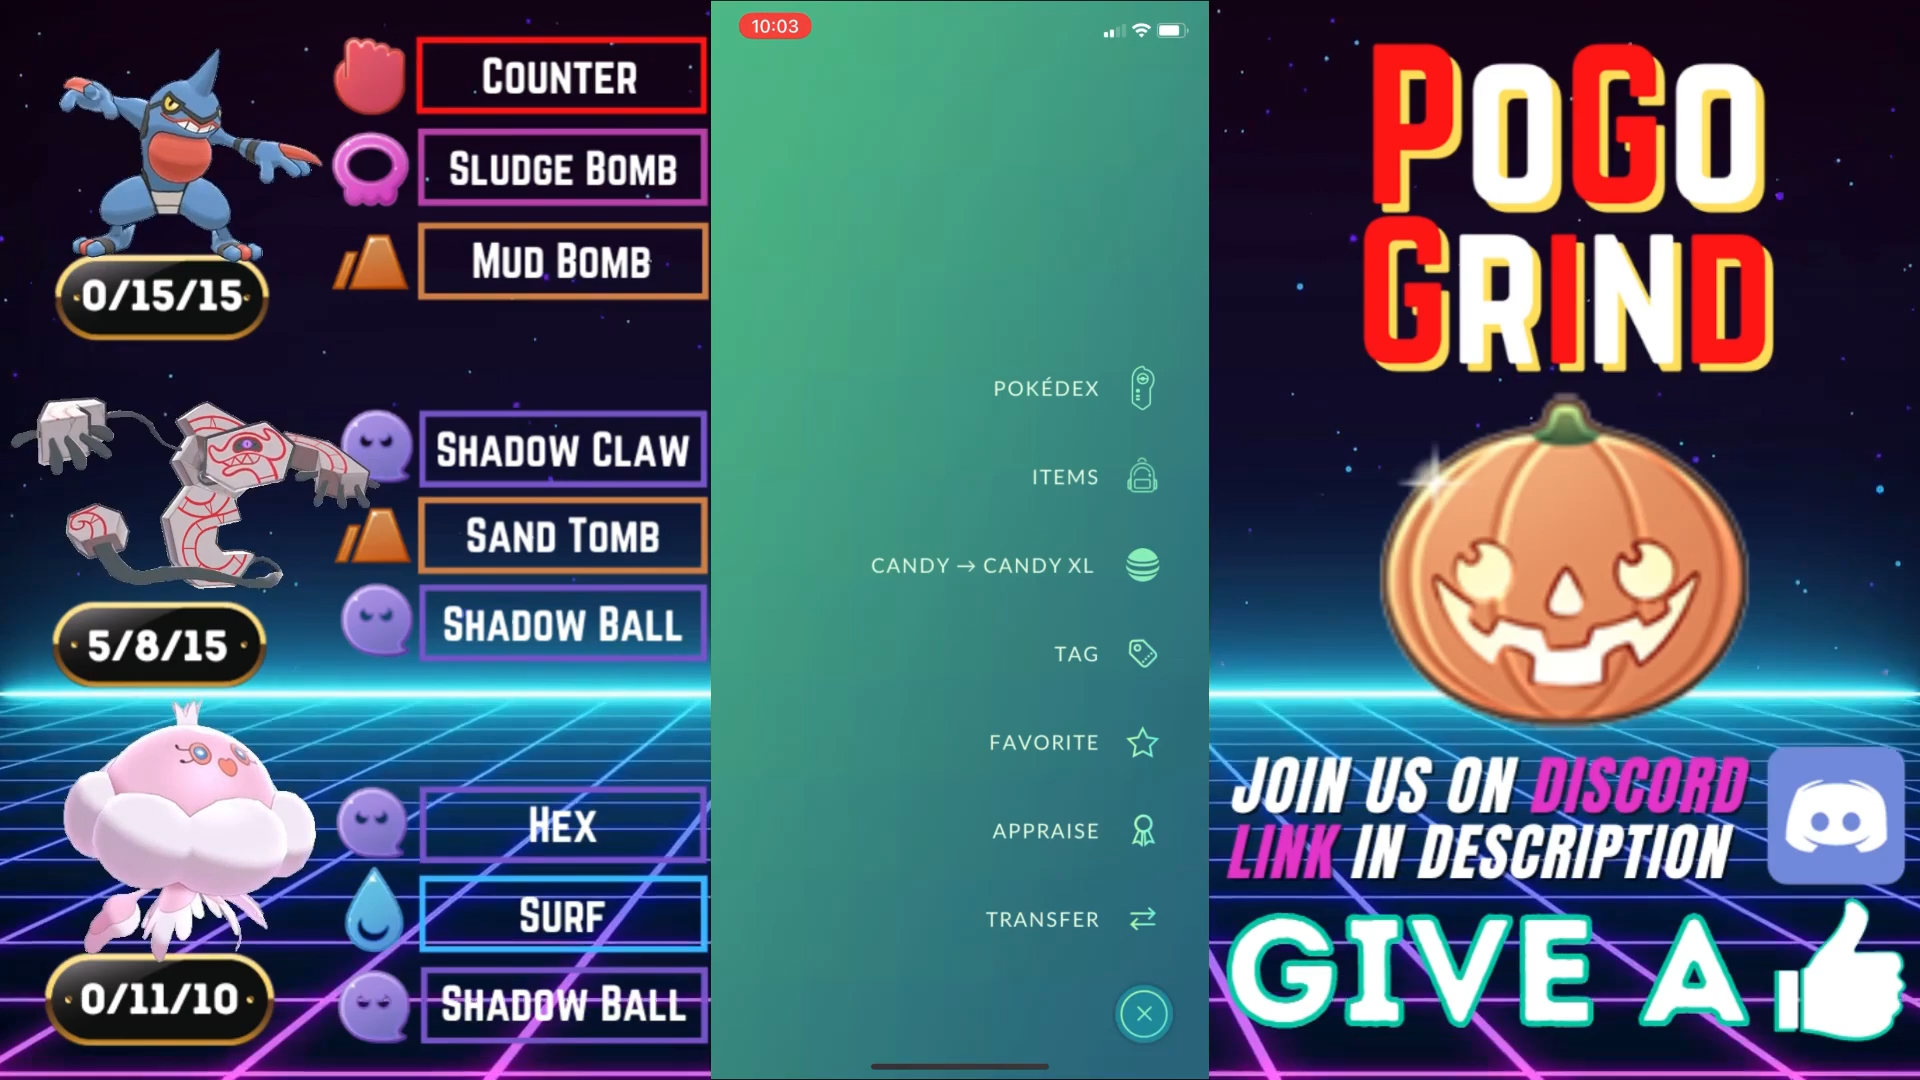 COUNTER
SLUDGE BOMB
MUD BOMB
0/15/15
SHADOW CLAW
SAND TOMB
SHADOW BALL
5/8/15
HEX
SURF
SHADOW BALL
0/11/10
10:03
POKÉDEX
ITEMS
CANDY → CANDY XL
TAG
FAVORITE
APPRAISE
TRANSFER
POGO
GRIND
JOIN US ON DISCORD
LINK IN DESCRIPTION
GIVE A